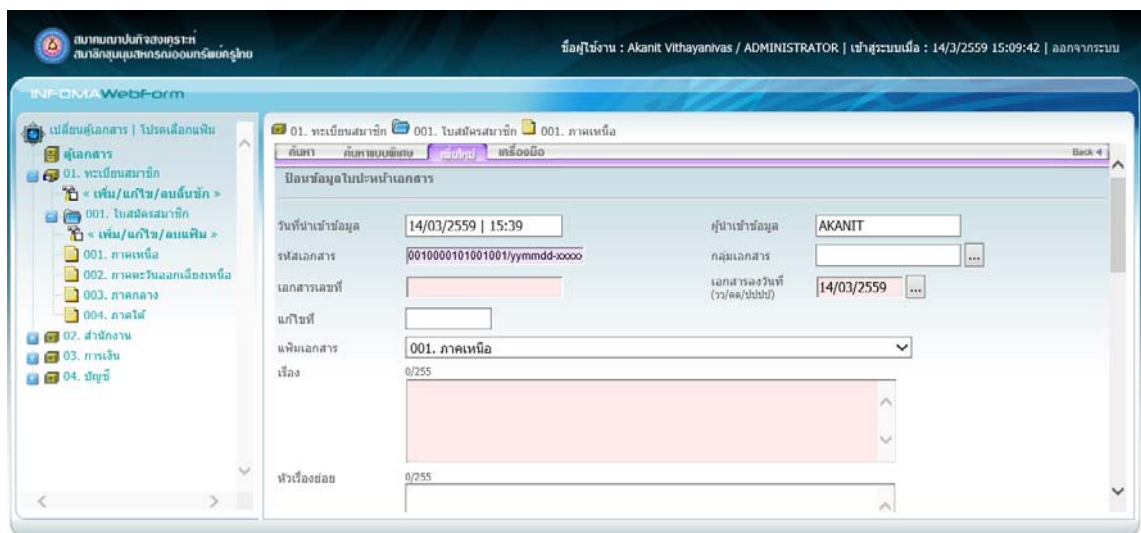 สมาคมฌาปนกิจสงเคราะห์
สมาชิกชุมนุมสหกรณ์ออมทรัพย์ครูไทย
ชื่อผู้ใช้งาน : Akanit Vithayanivas / ADMINISTRATOR | เข้าสู่ระบบเมื่อ : 14/3/2559 15:09:42 | ออกจากระบบ
INFOMA WebForm
เปลี่ยนตู้เอกสาร | โปรดเลือกแฟ้ม
ตู้เอกสาร
01. ทะเบียนสมาชิก
« เพิ่ม/แก้ไข/ลบลิ้นชัก »
001. ใบสมัครสมาชิก
« เพิ่ม/แก้ไข/ลบแฟ้ม »
001. ภาคเหนือ
002. ภาคตะวันออกเฉียงเหนือ
003. ภาคกลาง
004. ภาคใต้
02. สำนักงาน
03. การเงิน
04. บัญชี
01. ทะเบียนสมาชิก 001. ใบสมัครสมาชิก 001. ภาคเหนือ
ค้นหา ค้นหาแบบพิเศษ เพิ่มใหม่ เครื่องมือ Back
ป้อนข้อมูลใบปะหน้าเอกสาร
วันที่นำเข้าข้อมูล 14/03/2559 | 15:39 ผู้นำเข้าข้อมูล AKANIT
รหัสเอกสาร 0010000101001001/yymmdd-xxxxx กลุ่มเอกสาร ...
เอกสารเลขที่ เอกสารลงวันที่ 14/03/2559 ...
(วว/ดด/ปปปป)
แก้ไขที่
แฟ้มเอกสาร 001. ภาคเหนือ
เรื่อง 0/255
หัวเรื่องย่อย 0/255